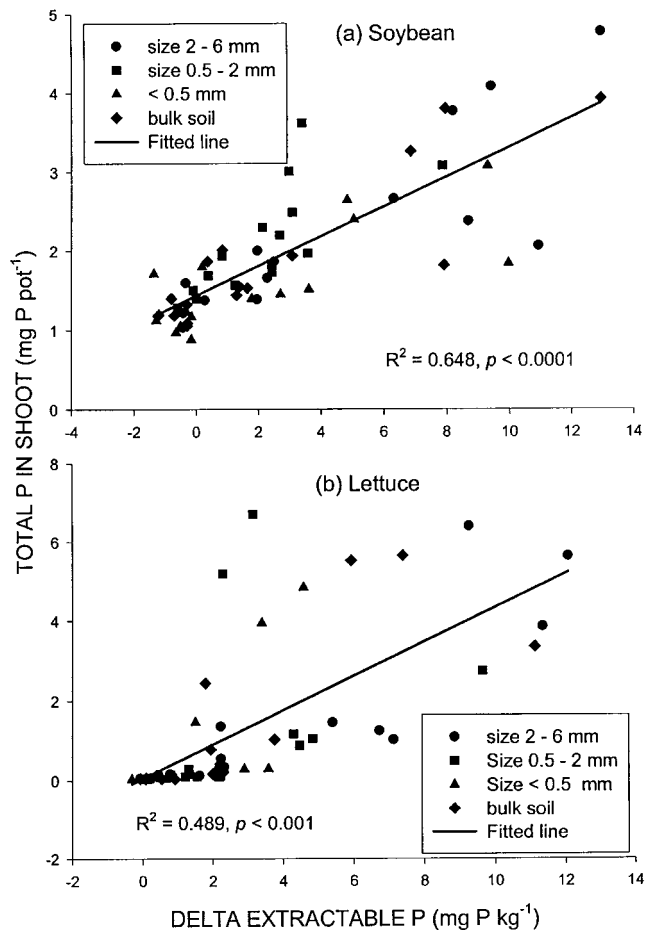 (a) Soybean
size 2 - 6 mm
size 0.5 - 2 mm
< 0.5 mm
bulk soil
Fitted line
5
4
3
2
1
0
R² = 0.648, p < 0.0001
-4 -2 0 2 4 6 8 10 12 14
TOTAL P IN SHOOT (mg P pot⁻¹)
(b) Lettuce
8
6
4
2
0
-2
size 2 - 6 mm
Size 0.5 - 2 mm
Size < 0.5 mm
bulk soil
Fitted line
R² = 0.489, p < 0.001
-2 0 2 4 6 8 10 12 14
DELTA EXTRACTABLE P (mg P kg⁻¹)